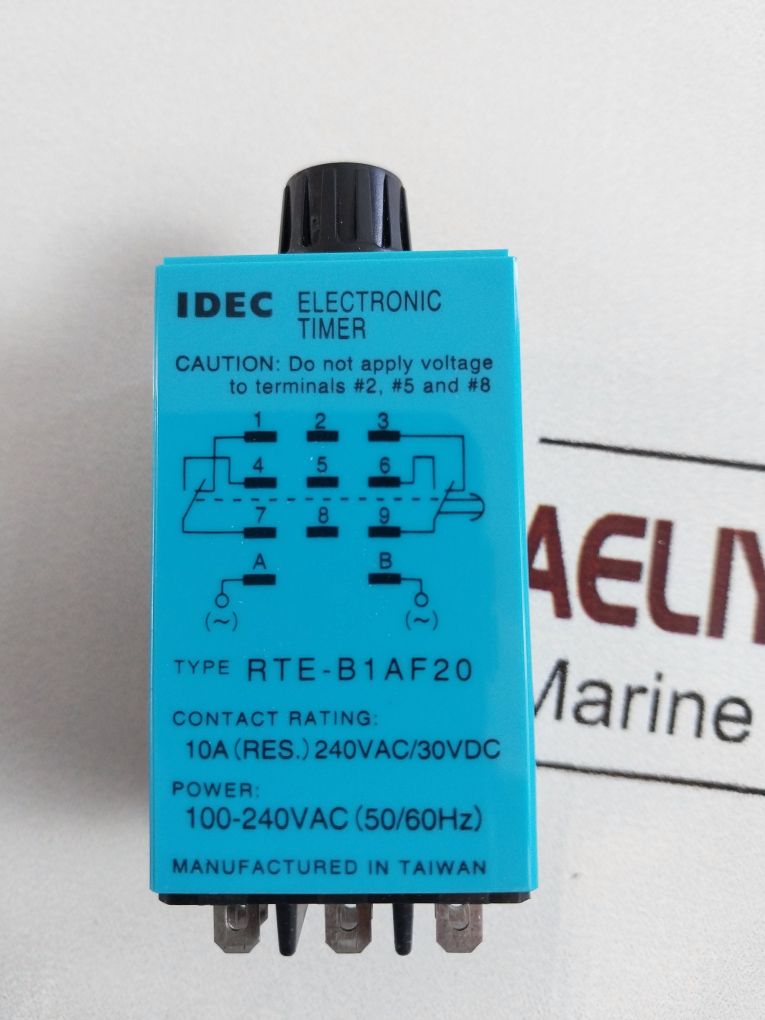 IDEC ELECTRONIC
TIMER
CAUTION: Do not apply voltage
to terminals #2, #5 and #8
1 2 3
4 5 6
7 8 9
A B
(~) (~)
TYPE RTE-B1AF20
CONTACT RATING:
10A(RES.)240VAC/30VDC
POWER:
100-240VAC(50/60Hz)
MANUFACTURED IN TAIWAN
AELIY
Marine